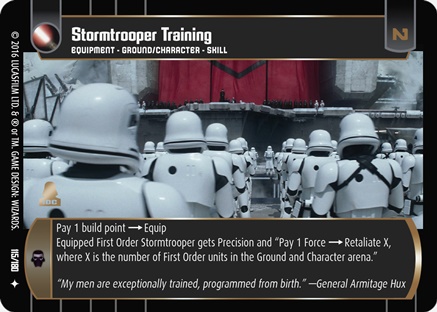 Stormtrooper Training
EQUIPMENT - GROUND/CHARACTER - SKILL
Pay 1 build point → Equip
Equipped First Order Stormtrooper gets Precision and “Pay 1 Force → Retaliate X,
where X is the number of First Order units in the Ground and Character arena.”
“My men are exceptionally trained, programmed from birth.” —General Armitage Hux
© 2016 LUCASFILM LTD. & ® or TM. GAME DESIGN: WIZARDS.
115/180